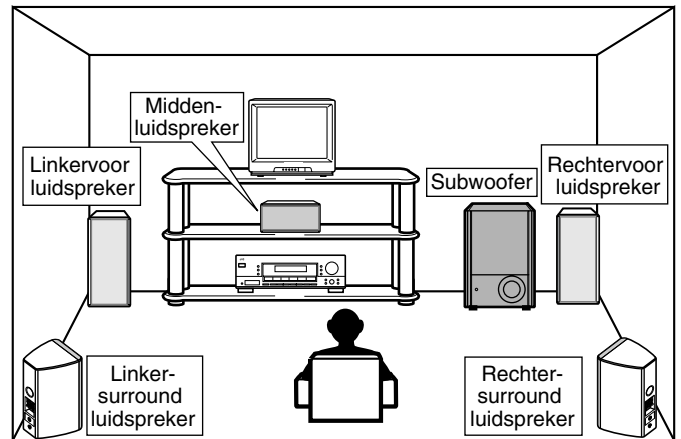 Midden-
luidspreker
Linkervoor
luidspreker
Subwoofer
Rechtervoor
luidspreker
Linker-
surround
luidspreker
Rechter-
surround
luidspreker